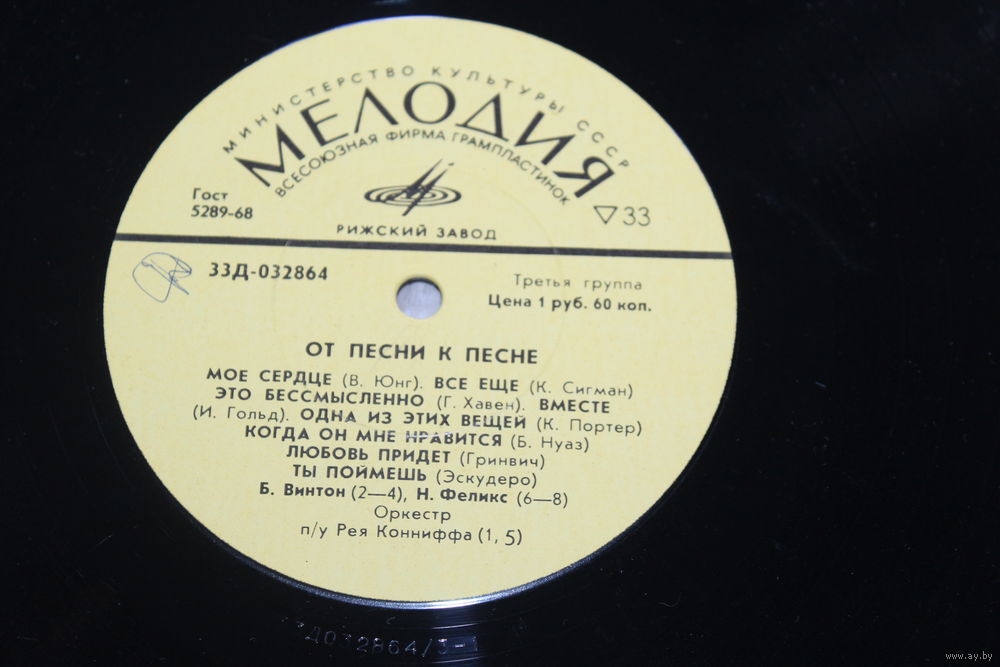 МИНИСТЕРСТВО КУЛЬТУРЫ СССР
МЕЛОДИЯ
ВСЕСОЮЗНАЯ ФИРМА ГРАМПЛАСТИНОК
Гост
5289-68
33
РИЖСКИЙ ЗАВОД
33Д-032864
Третья группа
Цена 1 руб. 60 коп.
ОТ ПЕСНИ К ПЕСНЕ
МОЕ СЕРДЦЕ (В. Юнг). ВСЕ ЕЩЕ (К. Сигман)
ЭТО БЕССМЫСЛЕННО (Г. Хавен). ВМЕСТЕ
(И. Гольд). ОДНА ИЗ ЭТИХ ВЕЩЕЙ (К. Портер)
КОГДА ОН МНЕ НРАВИТСЯ (Б. Нуаз)
ЛЮБОВЬ ПРИДЕТ (Гринвич)
ТЫ ПОЙМЕШЬ (Эскудеро)
Б. Винтон (2—4), Н. Феликс (6—8)
Оркестр
п/у Рея Конниффа (1, 5)
www.ay.by